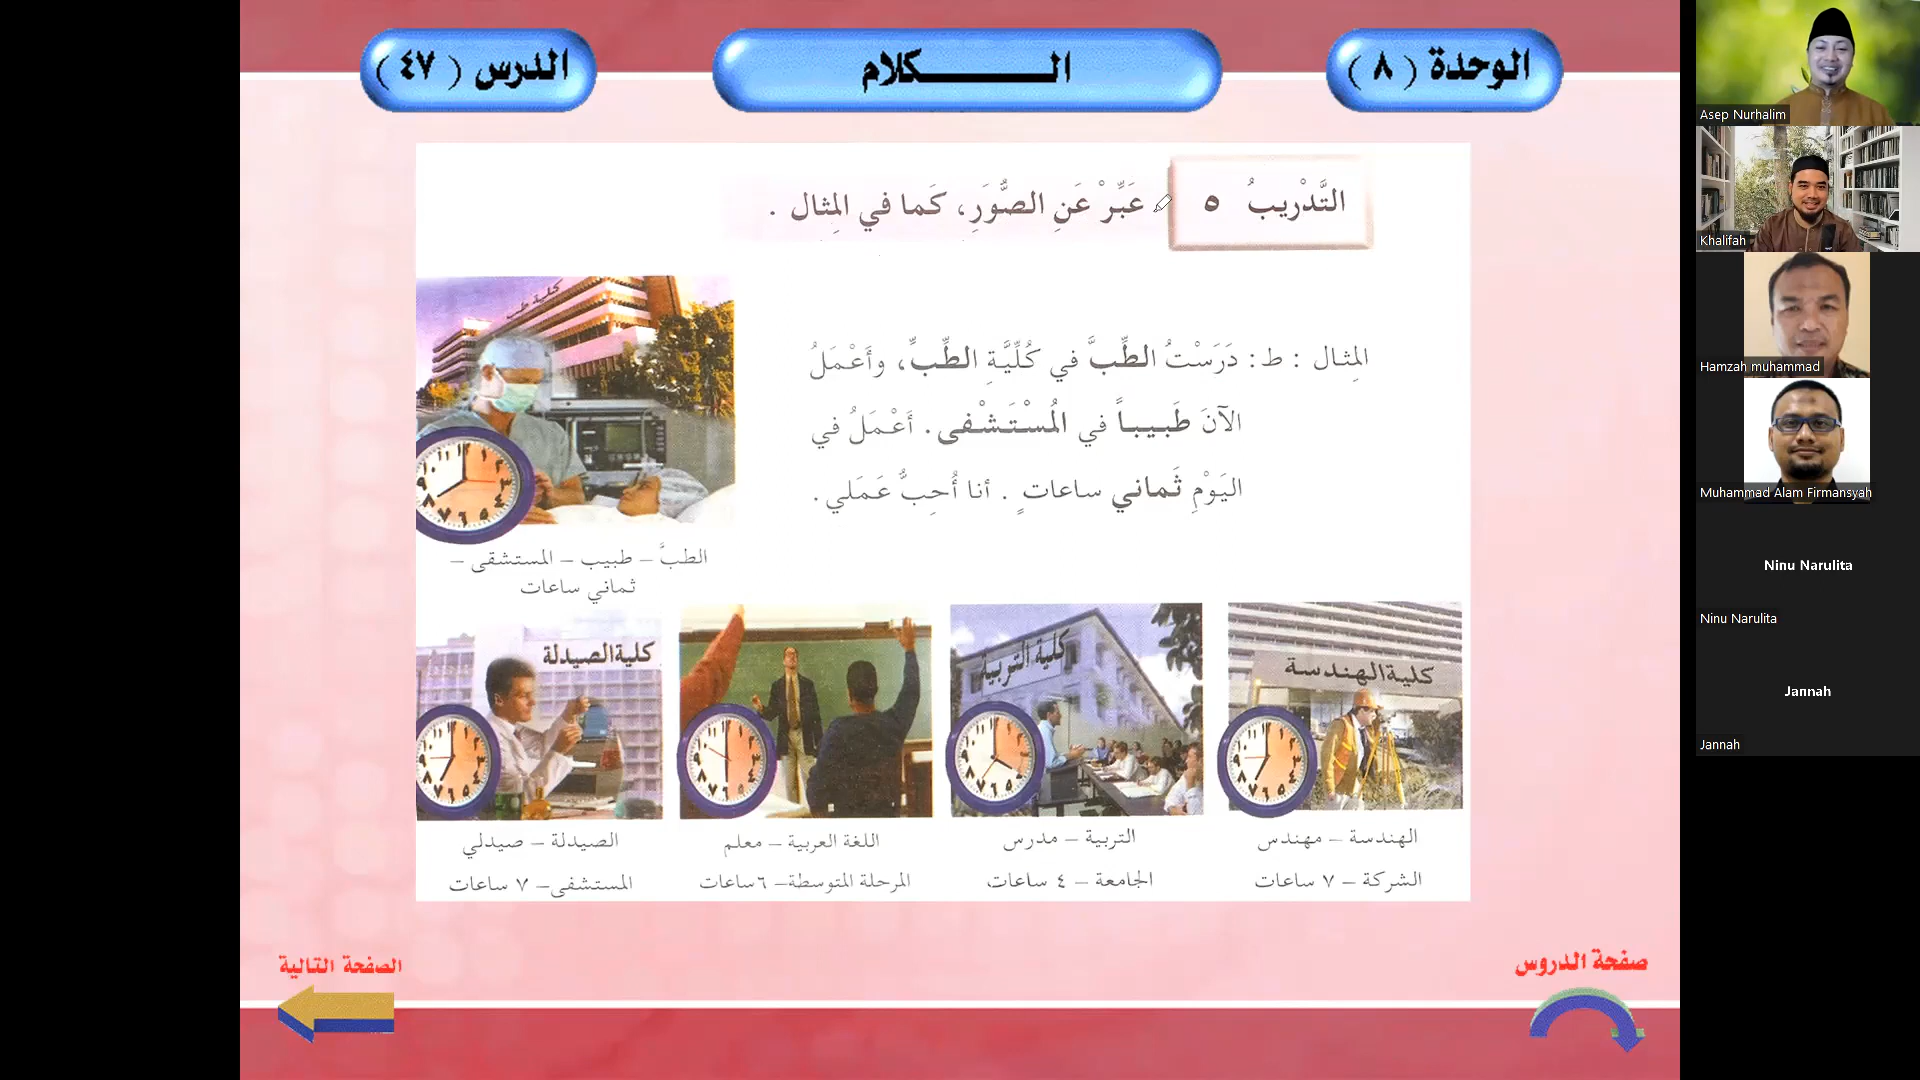 الوحدة ( ٨ )
الـــــــــكلام
الدرس ( ٤٧ )
التَّدْرِيبُ ٥
عَبِّرْ عَنِ الصُّوَرِ، كَما في المِثال .
المِثـال : ط: دَرَسْتُ الطِّبَّ في كُلِّيَّةِ الطِّبِّ، وأَعْمَلُ
الآنَ طَبيباً في المُسْتَشْفى. أَعْمَلُ في
اليَوْمِ ثَماني ساعاتٍ . أنا أُحِبُّ عَمَلي.
كلية طب
الطبَّ – طبيب – المستشفى –
ثماني ساعات
كلية الهندسة
كلية التربية
كلية الصيدلة
الهندسة – مهندس
الشركة – ٧ ساعات
التربية – مدرس
الجامعة – ٤ ساعات
اللغة العربية – معلم
المرحلة المتوسطة– ٦ ساعات
الصيدلة – صيدلي
المستشفى– ٧ ساعات
صفحة الدروس
الصفحة التالية
Asep Nurhalim
Khalifah
Hamzah muhammad
Muhammad Alam Firmansyah
Ninu Narulita
Ninu Narulita
Jannah
Jannah